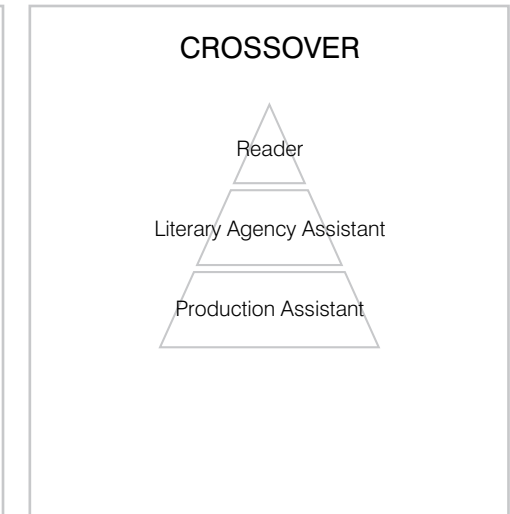 CROSSOVER
Reader
Literary Agency Assistant
Production Assistant